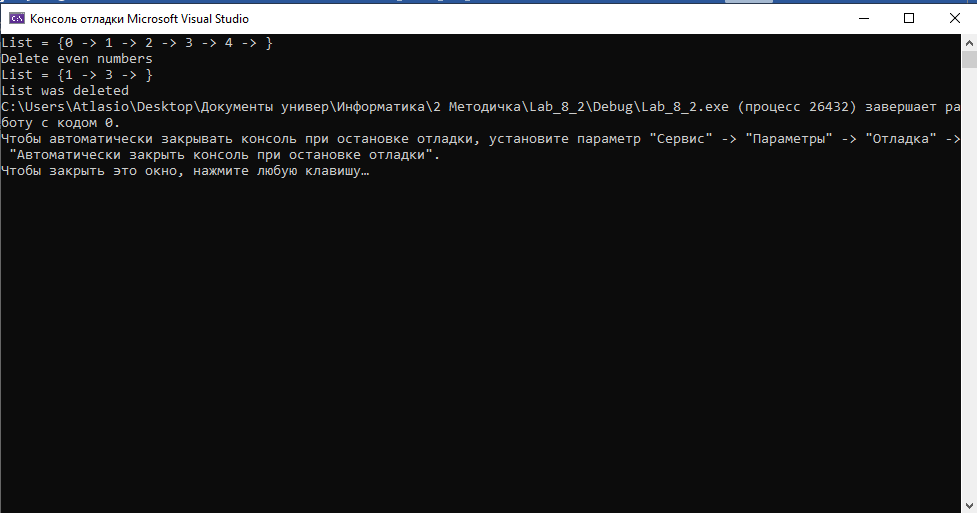 Консоль отладки Microsoft Visual Studio
List = {0 -> 1 -> 2 -> 3 -> 4 -> }
Delete even numbers
List = {1 -> 3 -> }
List was deleted
C:\Users\Atlasio\Desktop\Документы универ\Информатика\2 Методичка\Lab_8_2\Debug\Lab_8_2.exe (процесс 26432) завершает ра
боту с кодом 0.
Чтобы автоматически закрывать консоль при остановке отладки, установите параметр "Сервис" -> "Параметры" -> "Отладка" ->
"Автоматически закрыть консоль при остановке отладки".
Чтобы закрыть это окно, нажмите любую клавишу…